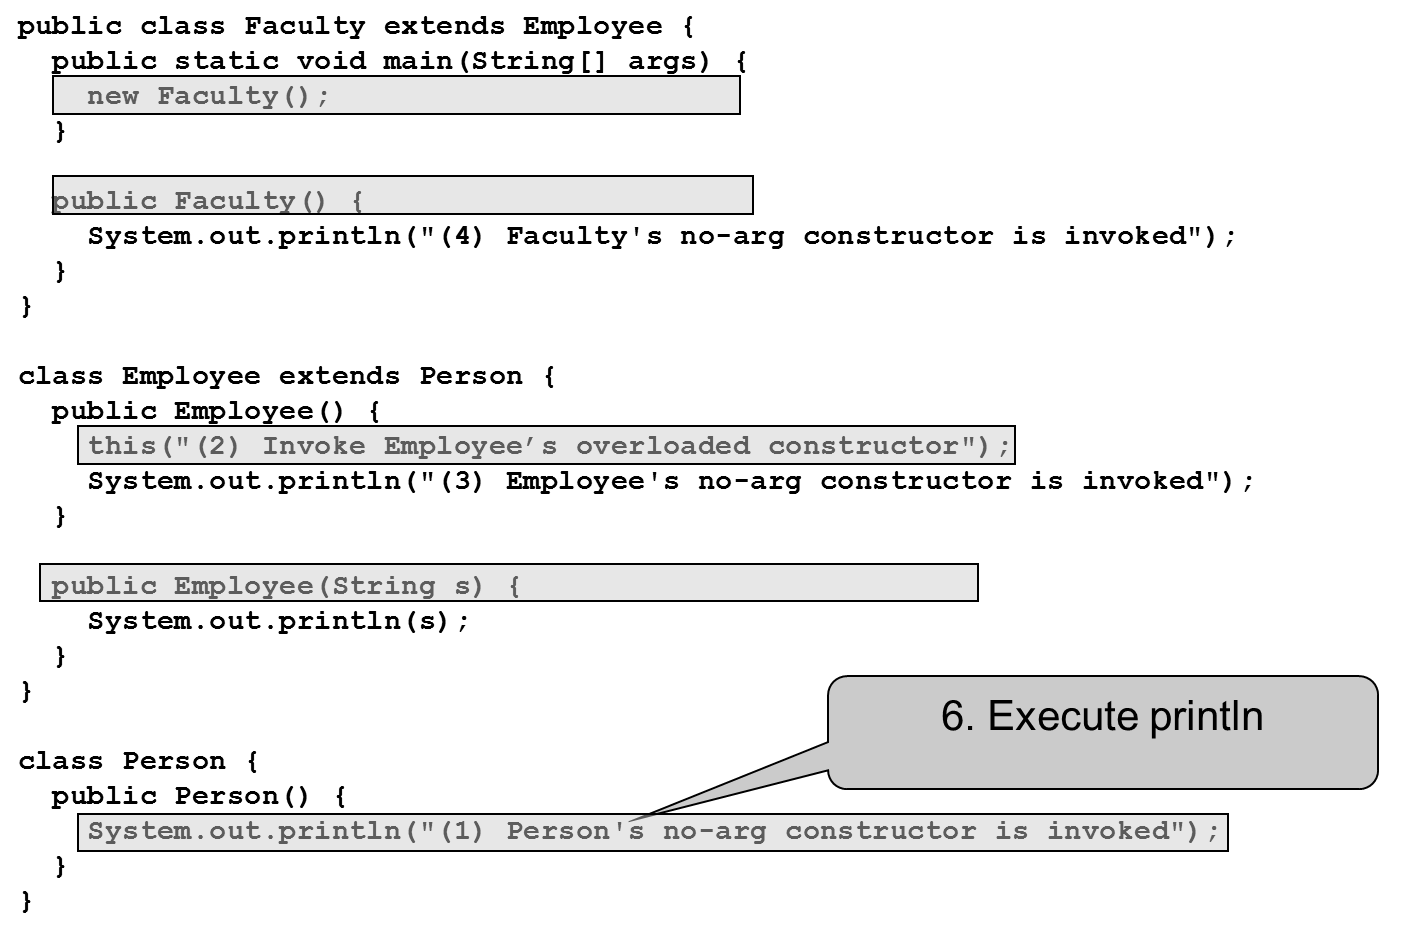 public class Faculty extends Employee {
  public static void main(String[] args) {
    new Faculty();
  }
  public Faculty() {
    System.out.println("(4) Faculty's no-arg constructor is invoked");
  }
}
class Employee extends Person {
  public Employee() {
    this("(2) Invoke Employee’s overloaded constructor");
    System.out.println("(3) Employee's no-arg constructor is invoked");
  }
  public Employee(String s) {
    System.out.println(s);
  }
}
6. Execute println
class Person {
  public Person() {
    System.out.println("(1) Person's no-arg constructor is invoked");
  }
}